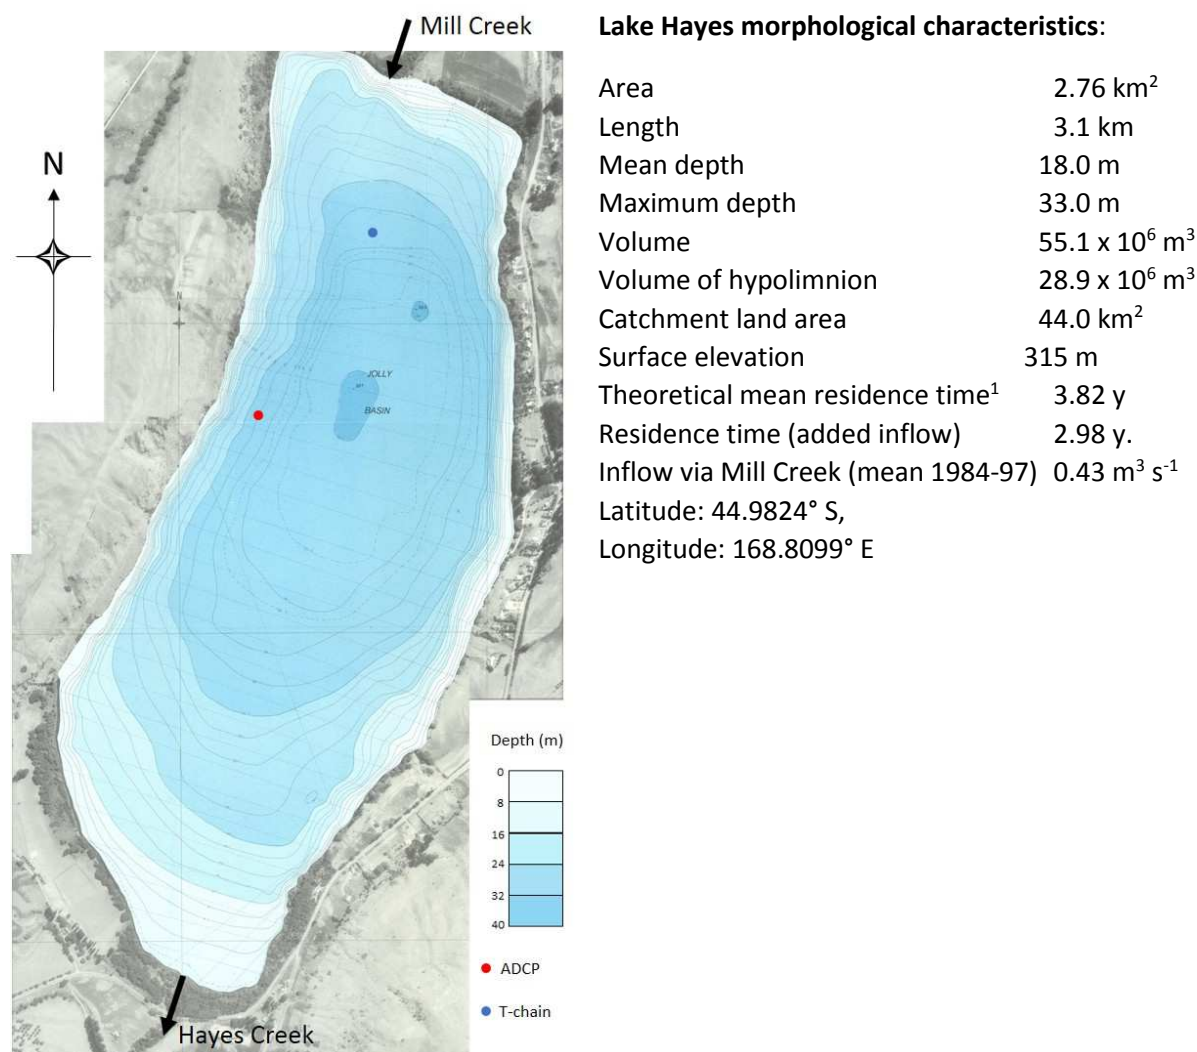 Mill Creek
N
N
JOLLY
BASIN
Depth (m)
0
8
16
24
32
40
ADCP
T-chain
Hayes Creek
Lake Hayes morphological characteristics:
Area 2.76 km²
Length 3.1 km
Mean depth 18.0 m
Maximum depth 33.0 m
Volume 55.1 x 10⁶ m³
Volume of hypolimnion 28.9 x 10⁶ m³
Catchment land area 44.0 km²
Surface elevation 315 m
Theoretical mean residence time¹ 3.82 y
Residence time (added inflow) 2.98 y.
Inflow via Mill Creek (mean 1984-97) 0.43 m³ s⁻¹
Latitude: 44.9824° S,
Longitude: 168.8099° E